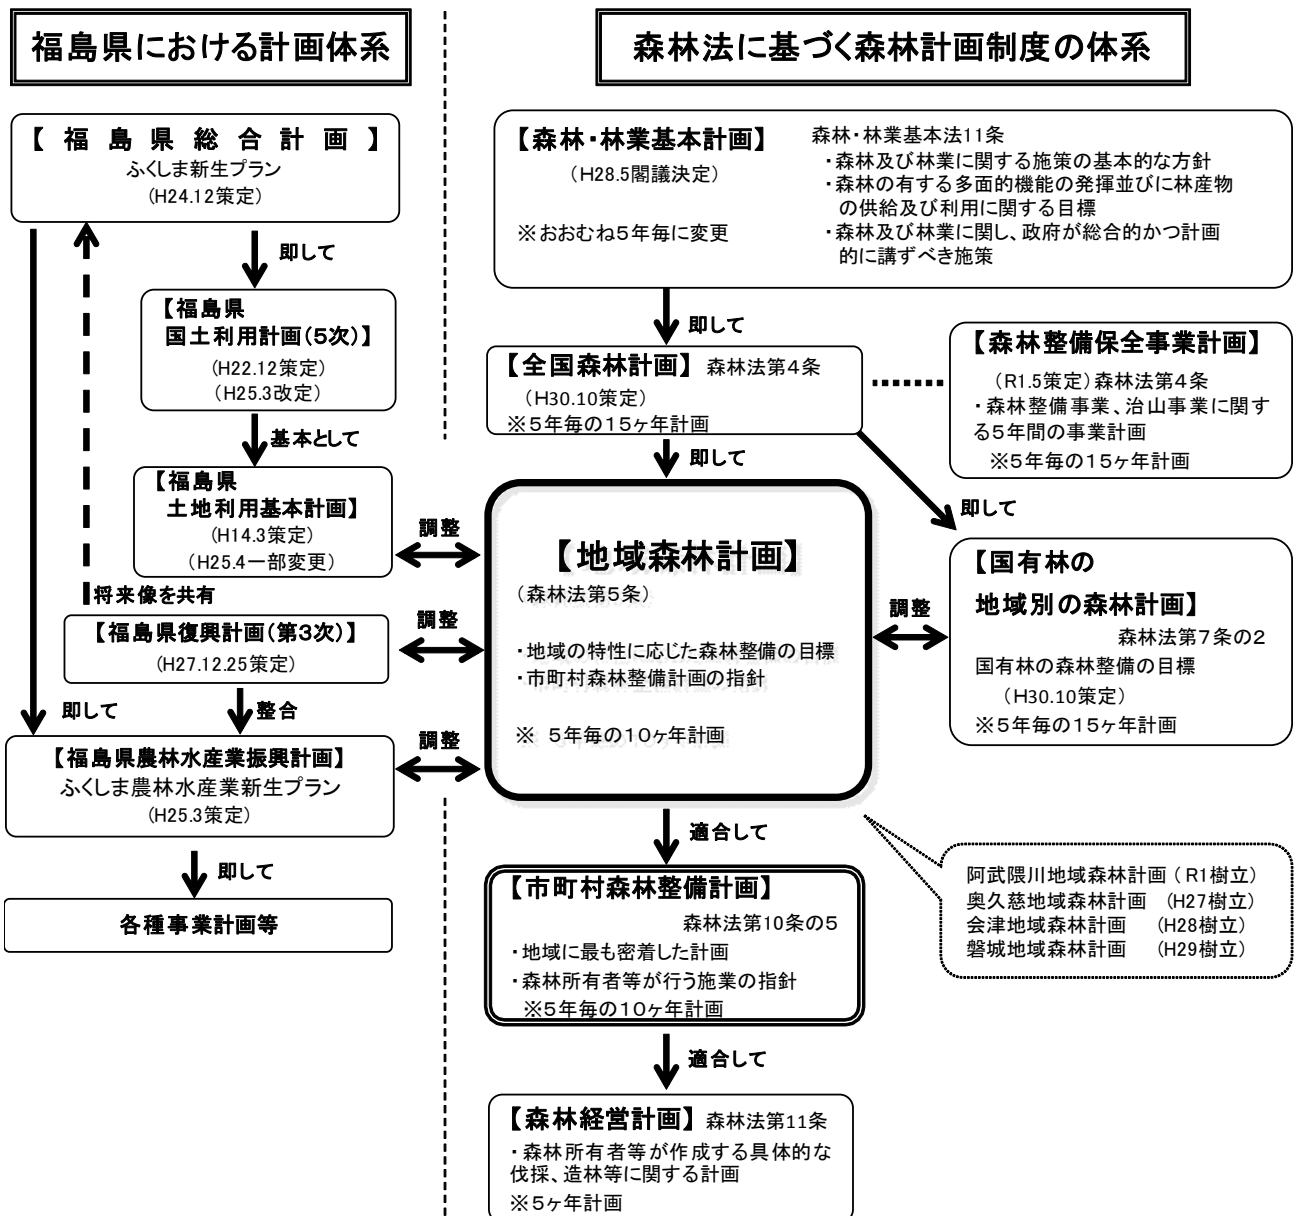 福島県における計画体系
【福島県総合計画】
ふくしま新生プラン
(H24.12策定)
即して
【福島県
国土利用計画(5次)】
(H22.12策定)
(H25.3改定)
基本として
【福島県
土地利用基本計画】
(H14.3策定)
(H25.4一部変更)
調整
将来像を共有
【福島県復興計画(第3次)】
(H27.12.25策定)
調整
即して
整合
【福島県農林水産業振興計画】
ふくしま農林水産業新生プラン
(H25.3策定)
調整
即して
各種事業計画等
森林法に基づく森林計画制度の体系
【森林・林業基本計画】
(H28.5閣議決定)
※おおむね5年毎に変更
森林・林業基本法11条
・森林及び林業に関する施策の基本的な方針
・森林の有する多面的機能の発揮並びに林産物
の供給及び利用に関する目標
・森林及び林業に関し、政府が総合的かつ計画
的に講ずべき施策
即して
【全国森林計画】 森林法第4条
(H30.10策定)
※5年毎の15ヶ年計画
【森林整備保全事業計画】
(R1.5策定)森林法第4条
・森林整備事業、治山事業に関す
る5年間の事業計画
※5年毎の15ヶ年計画
即して
即して
【地域森林計画】
(森林法第5条)
・地域の特性に応じた森林整備の目標
・市町村森林整備計画の指針
※ 5年毎の10ヶ年計画
調整
【国有林の
地域別の森林計画】
森林法第7条の2
国有林の森林整備の目標
(H30.10策定)
※5年毎の15ヶ年計画
適合して
阿武隈川地域森林計画 (R1樹立)
奥久慈地域森林計画 (H27樹立)
会津地域森林計画 (H28樹立)
磐城地域森林計画 (H29樹立)
【市町村森林整備計画】
森林法第10条の5
・地域に最も密着した計画
・森林所有者等が行う施業の指針
※5年毎の10ヶ年計画
適合して
【森林経営計画】 森林法第11条
・森林所有者等が作成する具体的な
伐採、造林等に関する計画
※5ヶ年計画